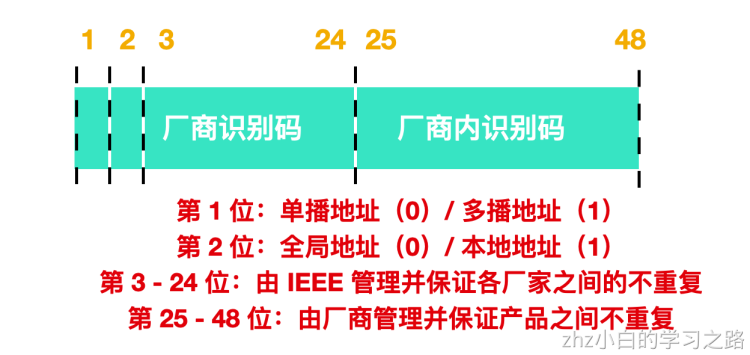 1 2 3 24 25 48
厂商识别码 厂商内识别码
第 1 位：单播地址（0）/ 多播地址（1）
第 2 位：全局地址（0）/ 本地地址（1）
第 3 - 24 位：由 IEEE 管理并保证各厂家之间的不重复
第 25 - 48 位：由厂商管理并保证产品之间不重复
zhz小白的学习之路